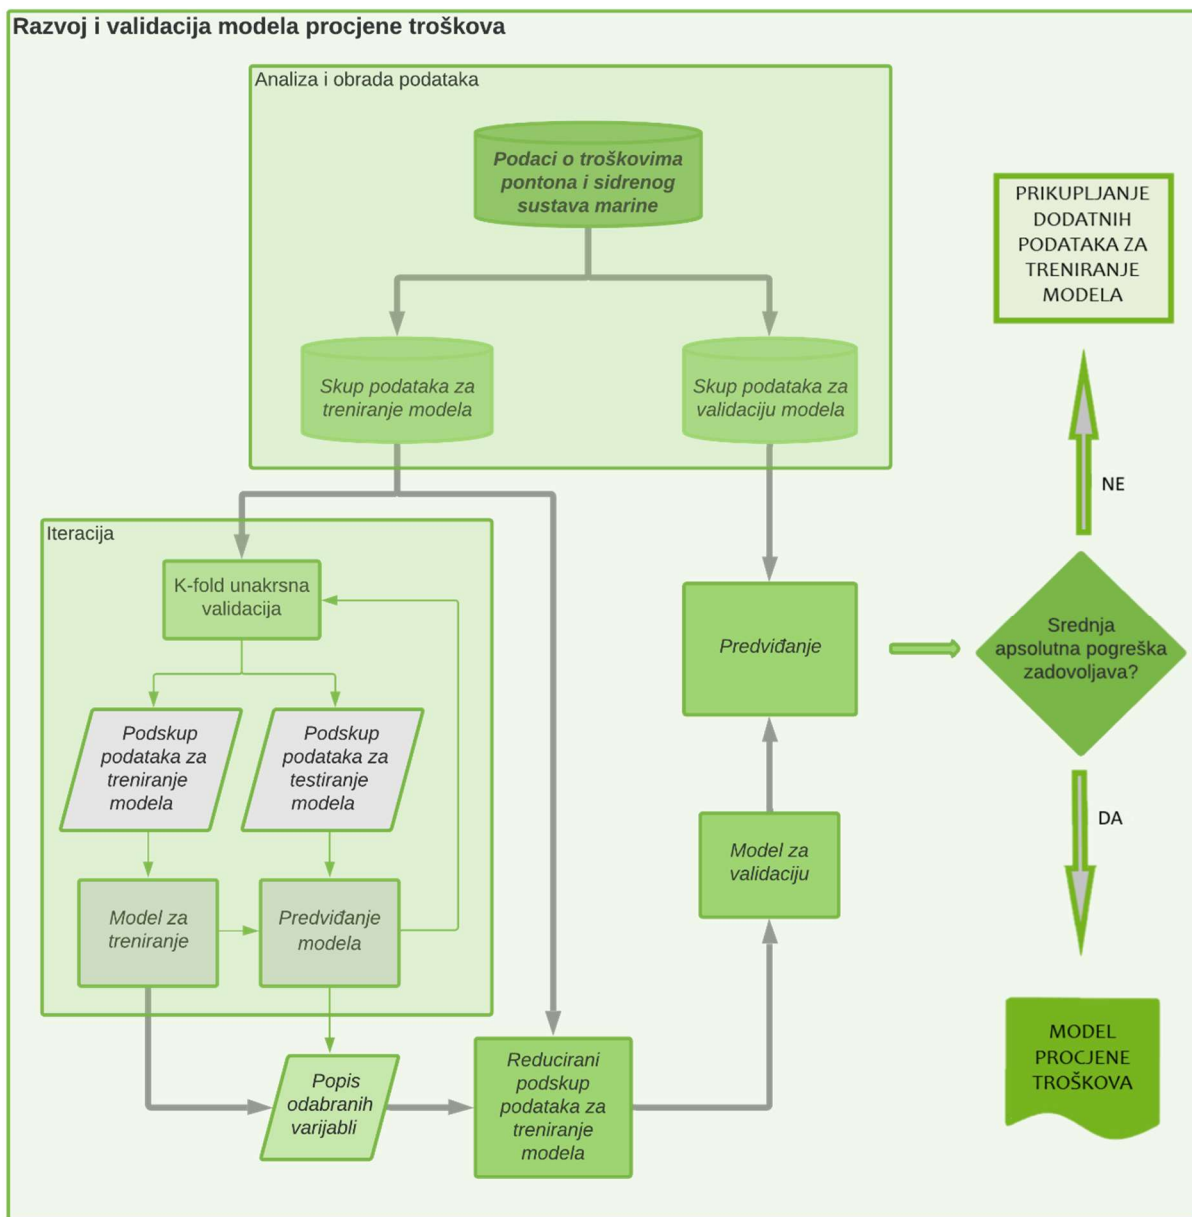 Razvoj i validacija modela procjene troškova
Analiza i obrada podataka
Podaci o troškovima
pontona i sidrenog
sustava marine
Skup podataka za
treniranje modela
Skup podataka za
validaciju modela
Iteracija
K-fold unakrsna
validacija
Podskup
podataka za
treniranje
modela
Podskup
podataka za
testiranje
modela
Model za
treniranje
Predviđanje
modela
Popis
odabranih
varijabli
Reducirani
podskup
podataka za
treniranje
modela
Model za
validaciju
Predviđanje
Srednja
apsolutna pogreška
zadovoljava?
NE
PRIKUPLJANJE
DODATNIH
PODATAKA ZA
TRENIRANJE
MODELA
DA
MODEL
PROCJENE
TROŠKOVA